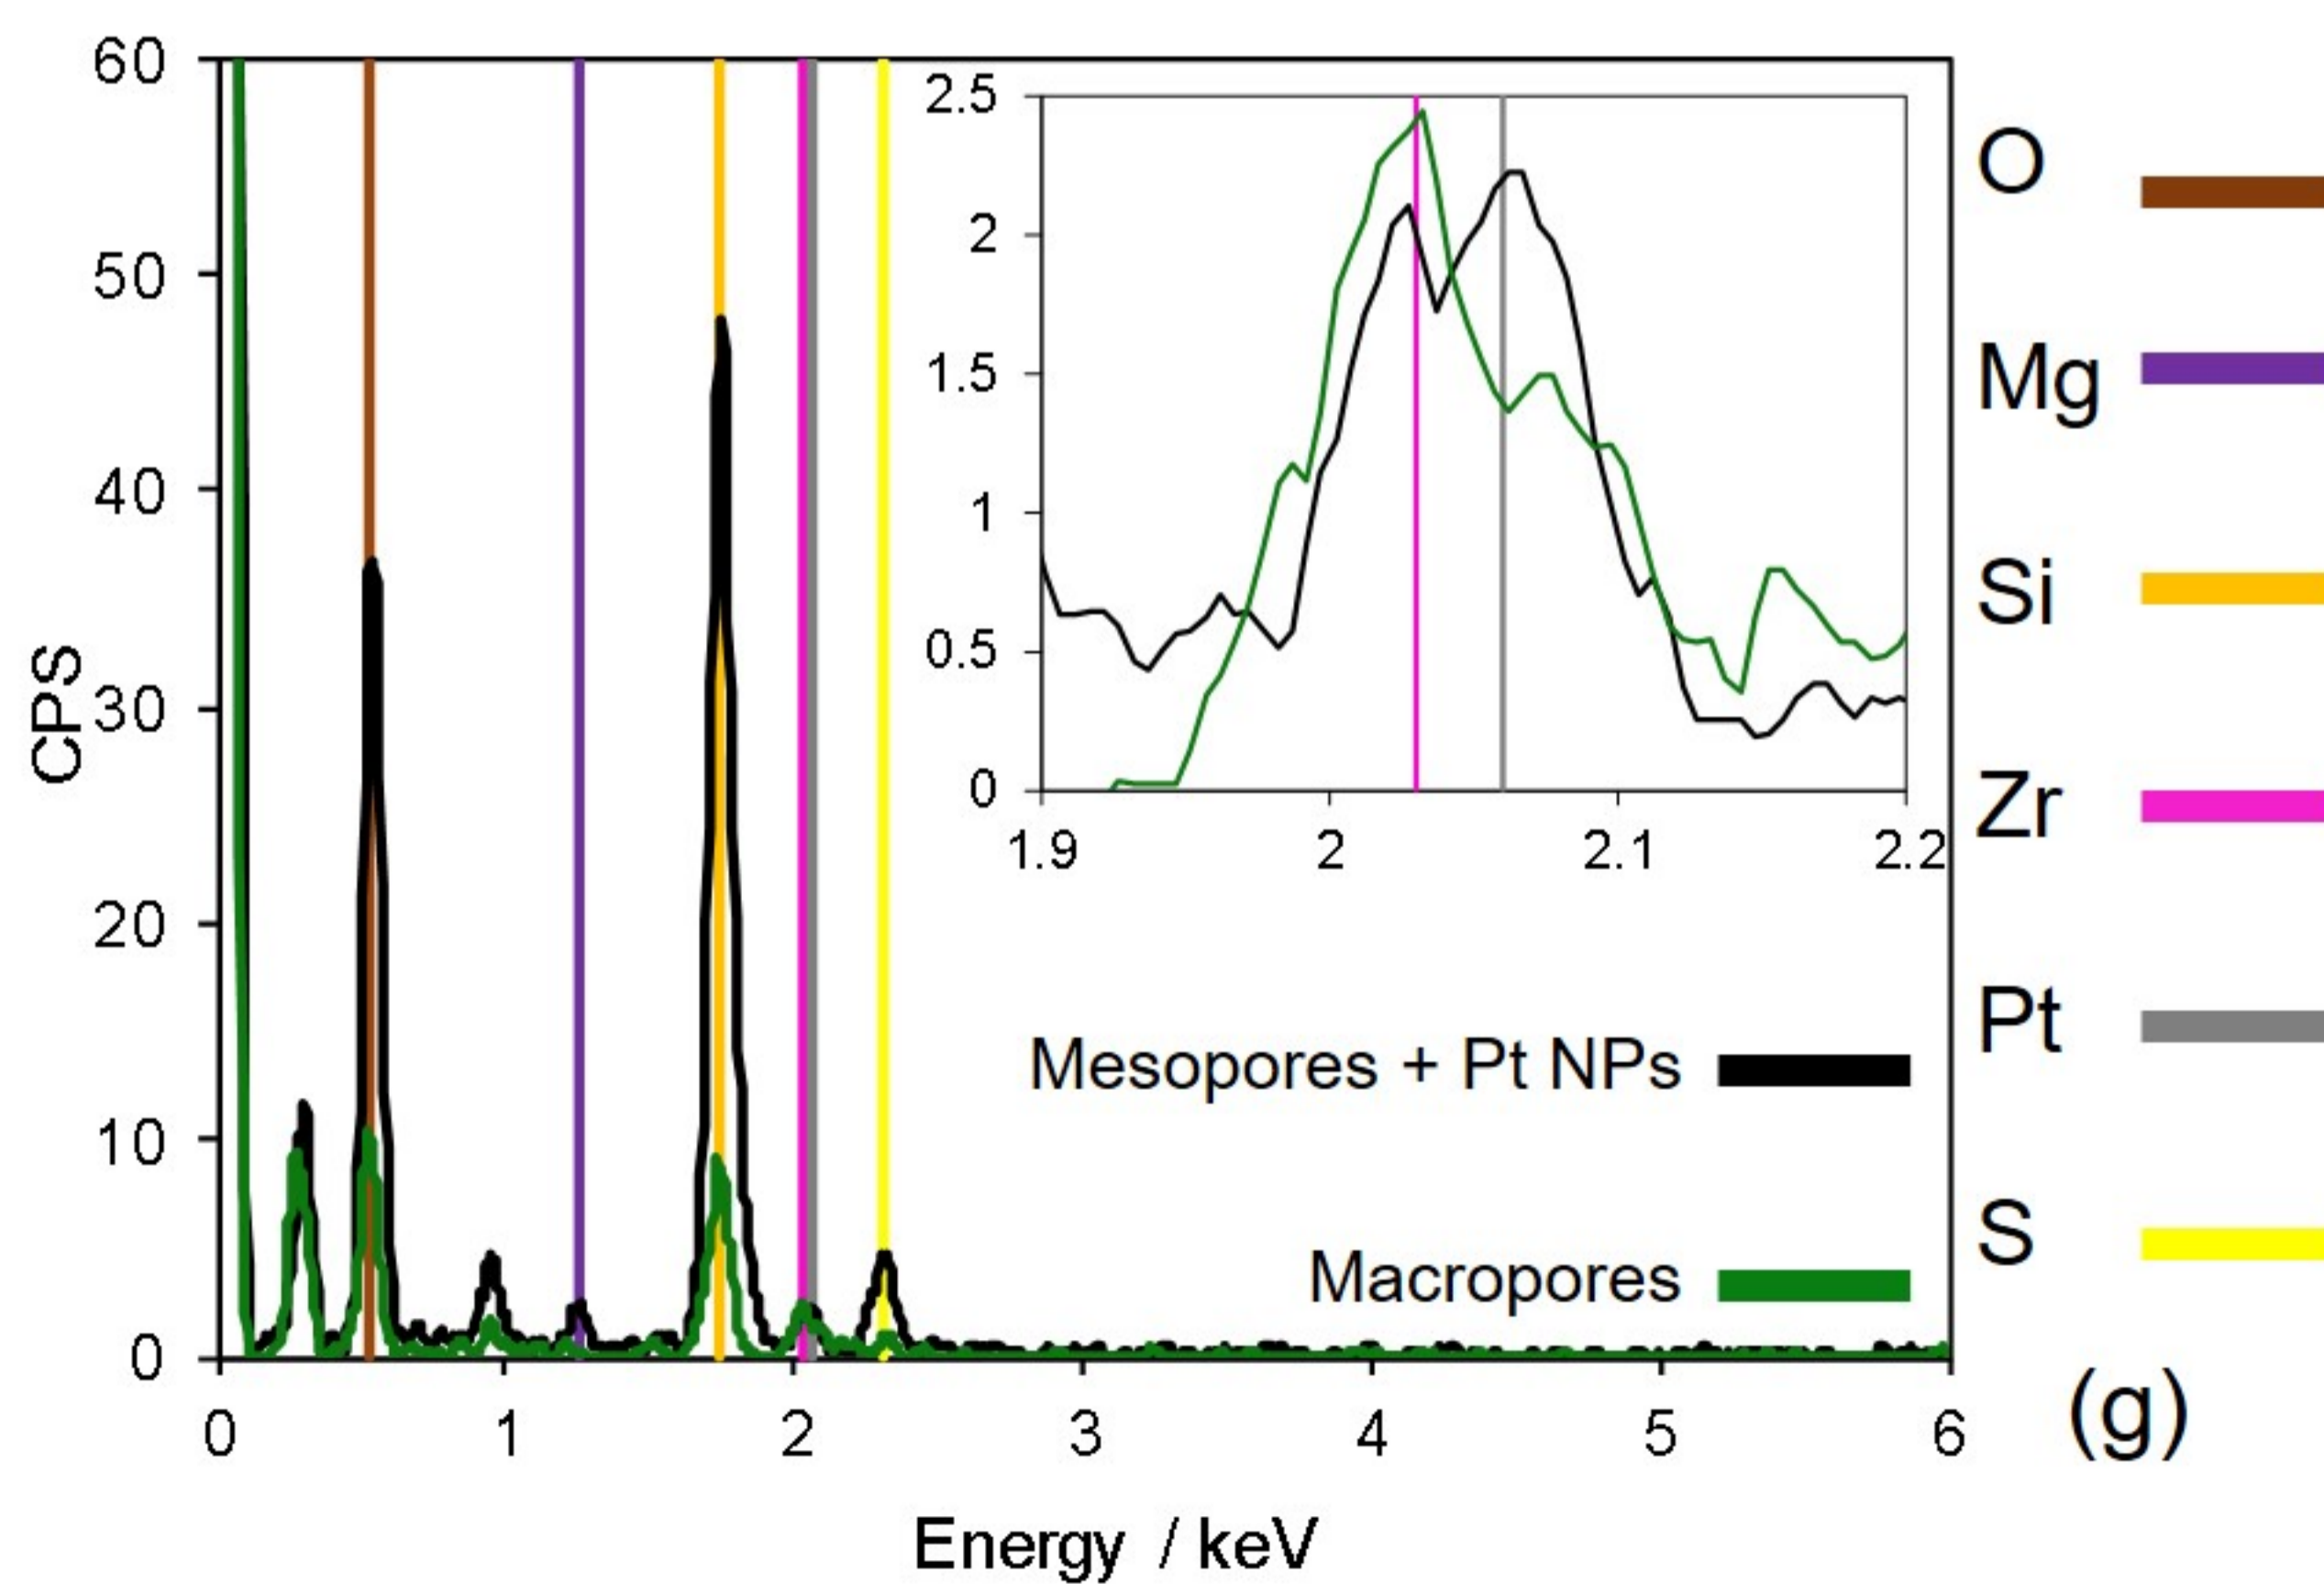 60
50
40
30
20
10
0
CPS
0 1 2 3 4 5 6
Energy / keV
2.5
2
1.5
1
0.5
0
1.9 2 2.1 2.2
Mesopores + Pt NPs
Macropores
O
Mg
Si
Zr
Pt
S
(g)